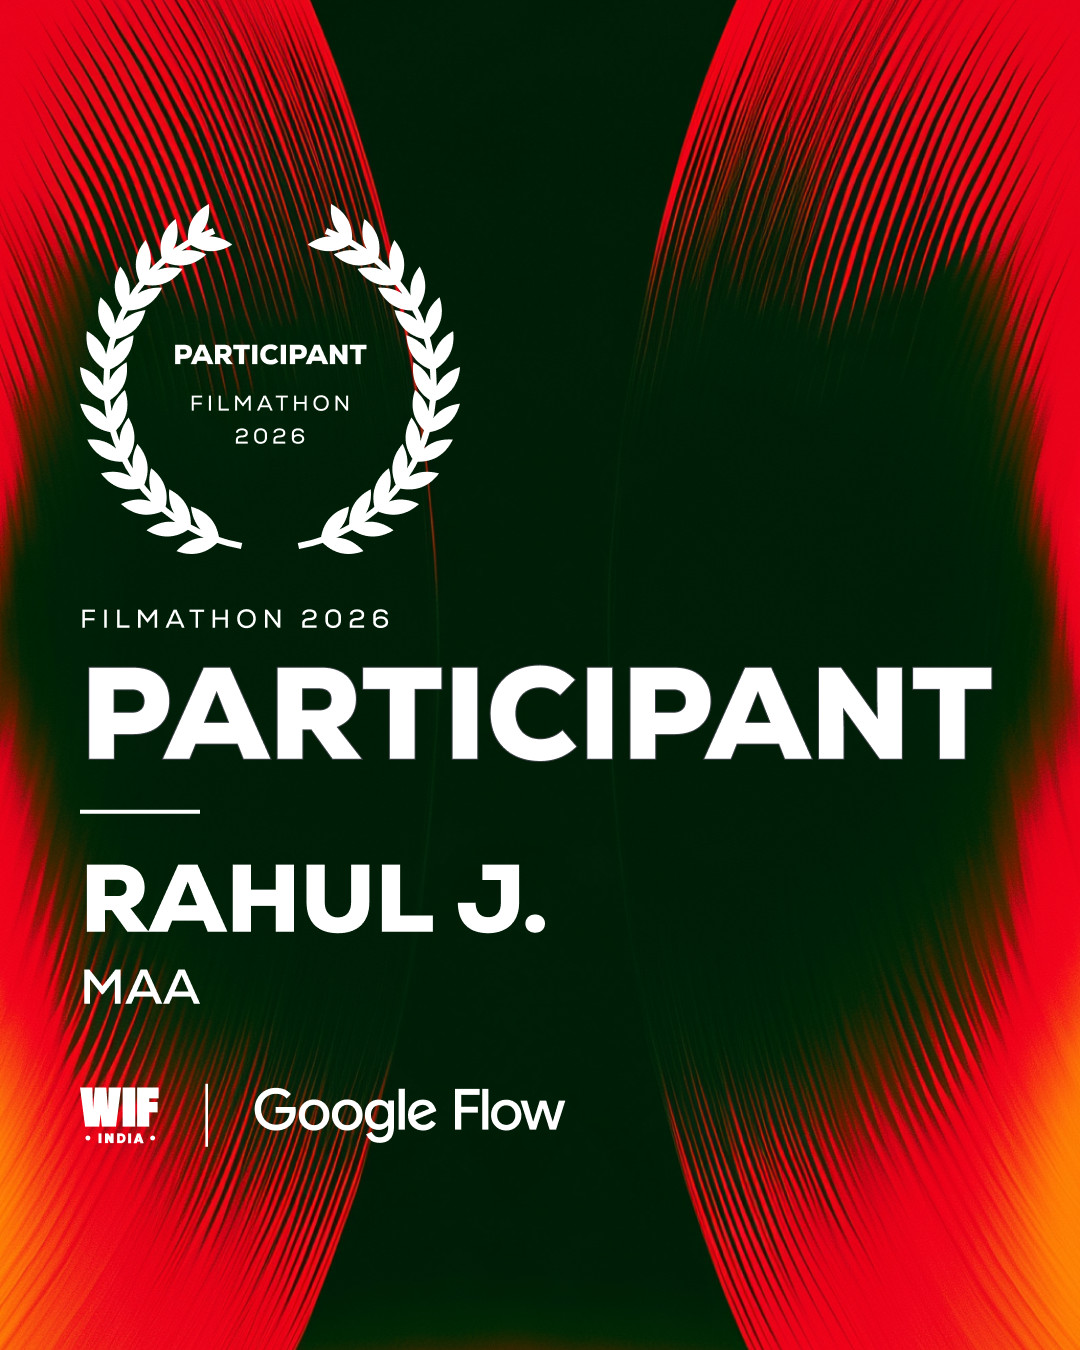 PARTICIPANT
FILMATHON
2026
FILMATHON 2026
PARTICIPANT
RAHUL J.
MAA
WIF
• INDIA •
Google Flow